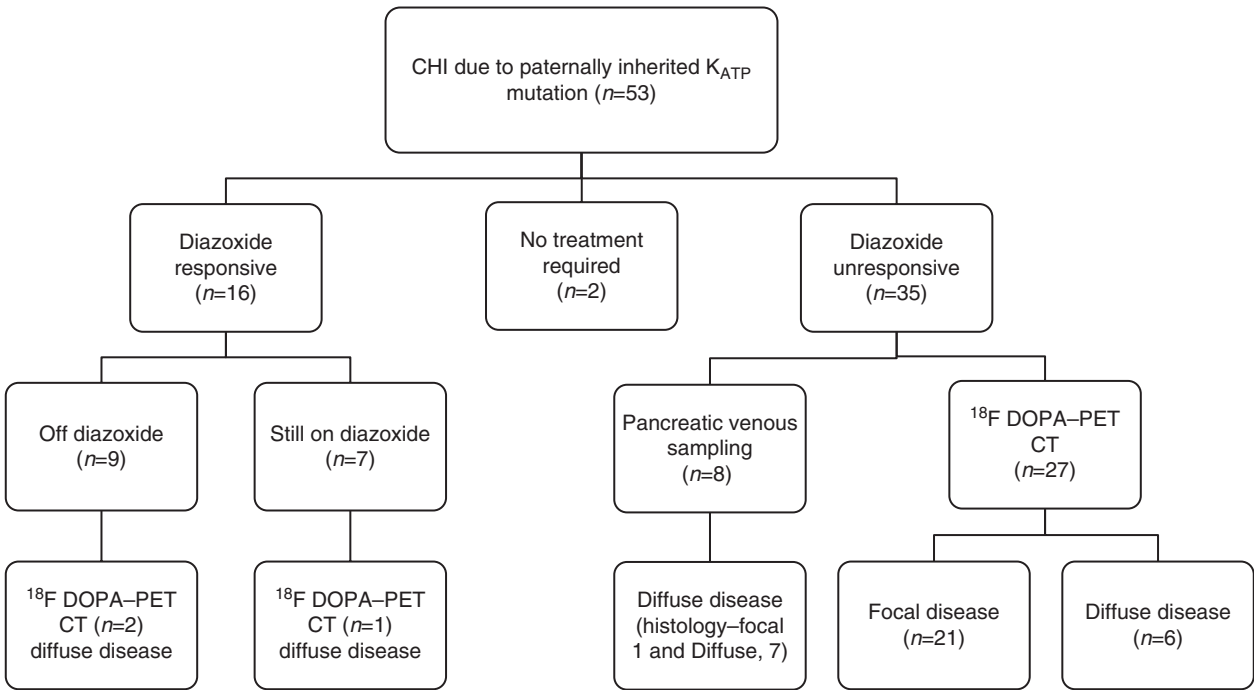 CHI due to paternally inherited K_ATP
mutation (n=53)
Diazoxide
responsive
(n=16)
No treatment
required
(n=2)
Diazoxide
unresponsive
(n=35)
Off diazoxide
(n=9)
Still on diazoxide
(n=7)
Pancreatic venous
sampling
(n=8)
¹⁸F DOPA–PET
CT
(n=27)
¹⁸F DOPA–PET
CT (n=2)
diffuse disease
¹⁸F DOPA–PET
CT (n=1)
diffuse disease
Diffuse disease
(histology–focal
1 and Diffuse, 7)
Focal disease
(n=21)
Diffuse disease
(n=6)